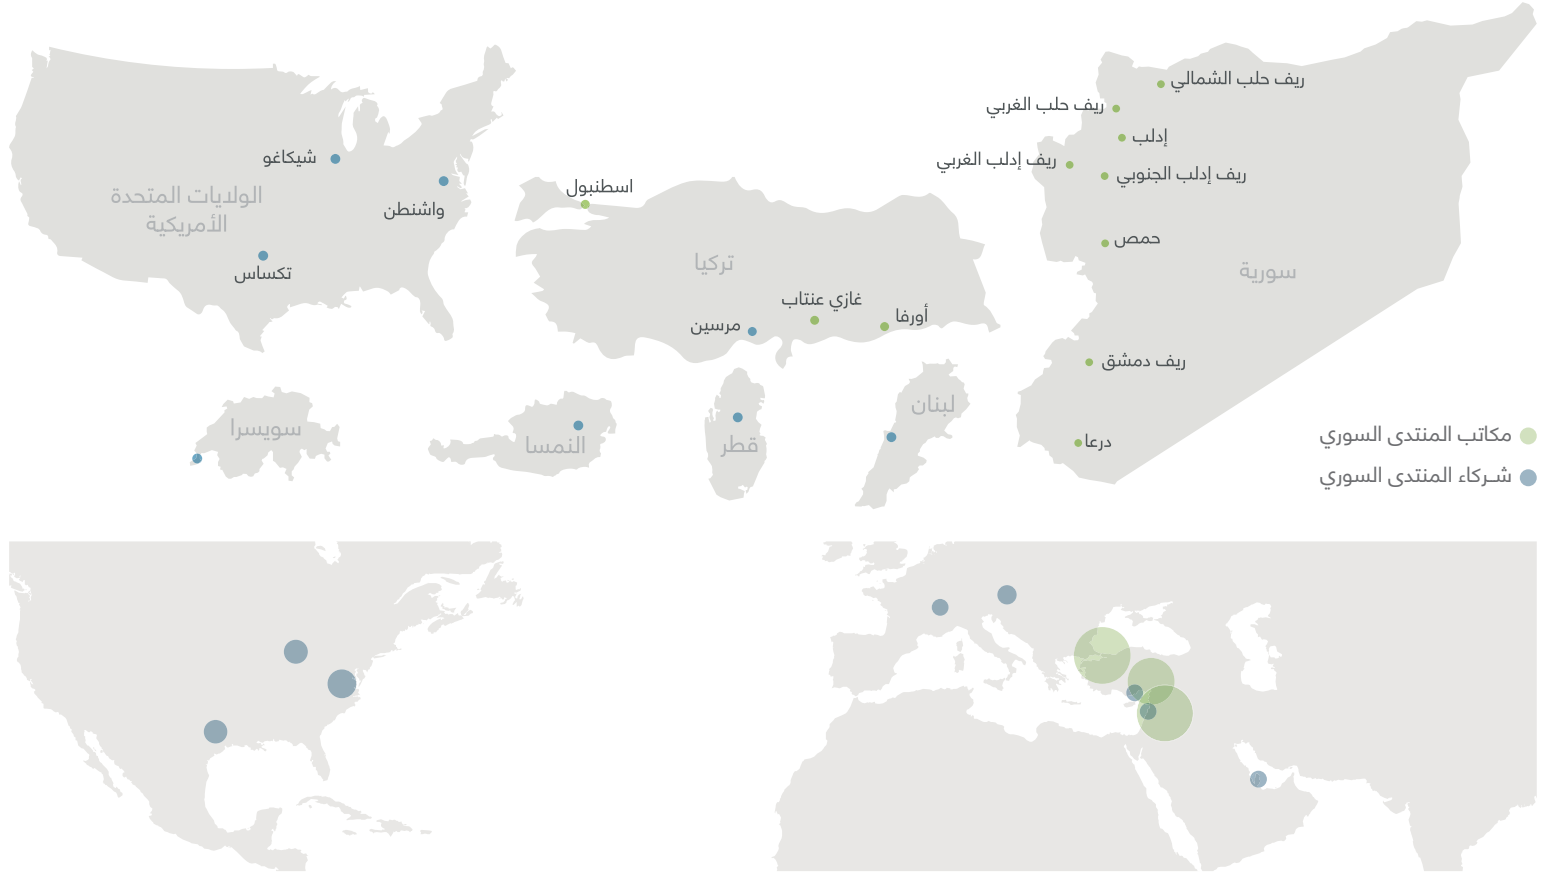 ريف حلب الشمالي
ريف حلب الغربي
إدلب
ريف إدلب الغربي
ريف إدلب الجنوبي
حمص
سورية
ريف دمشق
درعا
اسطنبول
تركيا
غازي عنتاب
أورفا
مرسين
شيكاغو
الولايات المتحدة
الأمريكية
واشنطن
تكساس
لبنان
قطر
النمسا
سويسرا
مكاتب المنتدى السوري
شركاء المنتدى السوري